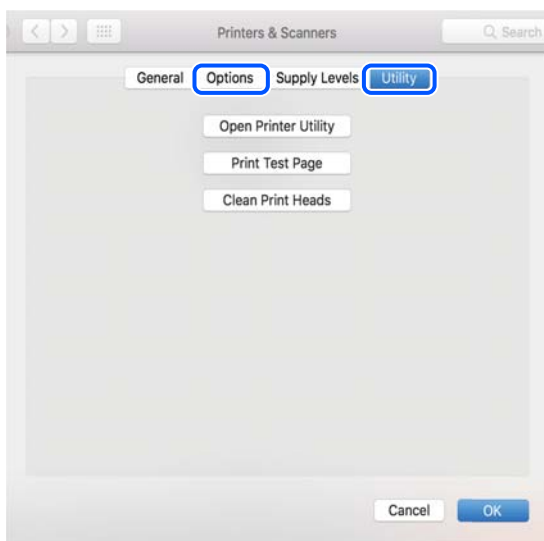 Printers & Scanners Search
General Options Supply Levels Utility
Open Printer Utility
Print Test Page
Clean Print Heads
Cancel OK